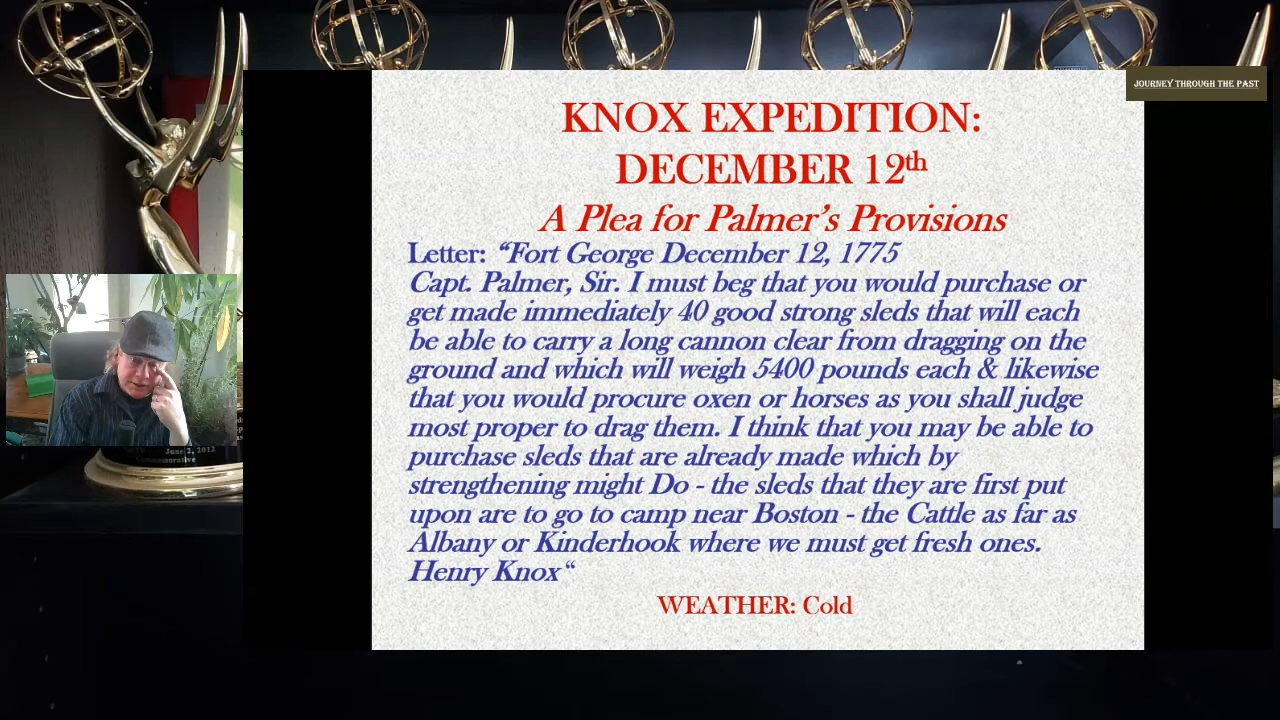 JOURNEY THROUGH THE PAST
KNOX EXPEDITION:
DECEMBER 12th
A Plea for Palmer's Provisions
Letter: “Fort George December 12, 1775
Capt. Palmer, Sir. I must beg that you would purchase or
get made immediately 40 good strong sleds that will each
be able to carry a long cannon clear from dragging on the
ground and which will weigh 5400 pounds each & likewise
that you would procure oxen or horses as you shall judge
most proper to drag them. I think that you may be able to
purchase sleds that are already made which by
strengthening might Do - the sleds that they are first put
upon are to go to camp near Boston - the Cattle as far as
Albany or Kinderhook where we must get fresh ones.
Henry Knox “
WEATHER: Cold
June 2, 2012
Commemorative